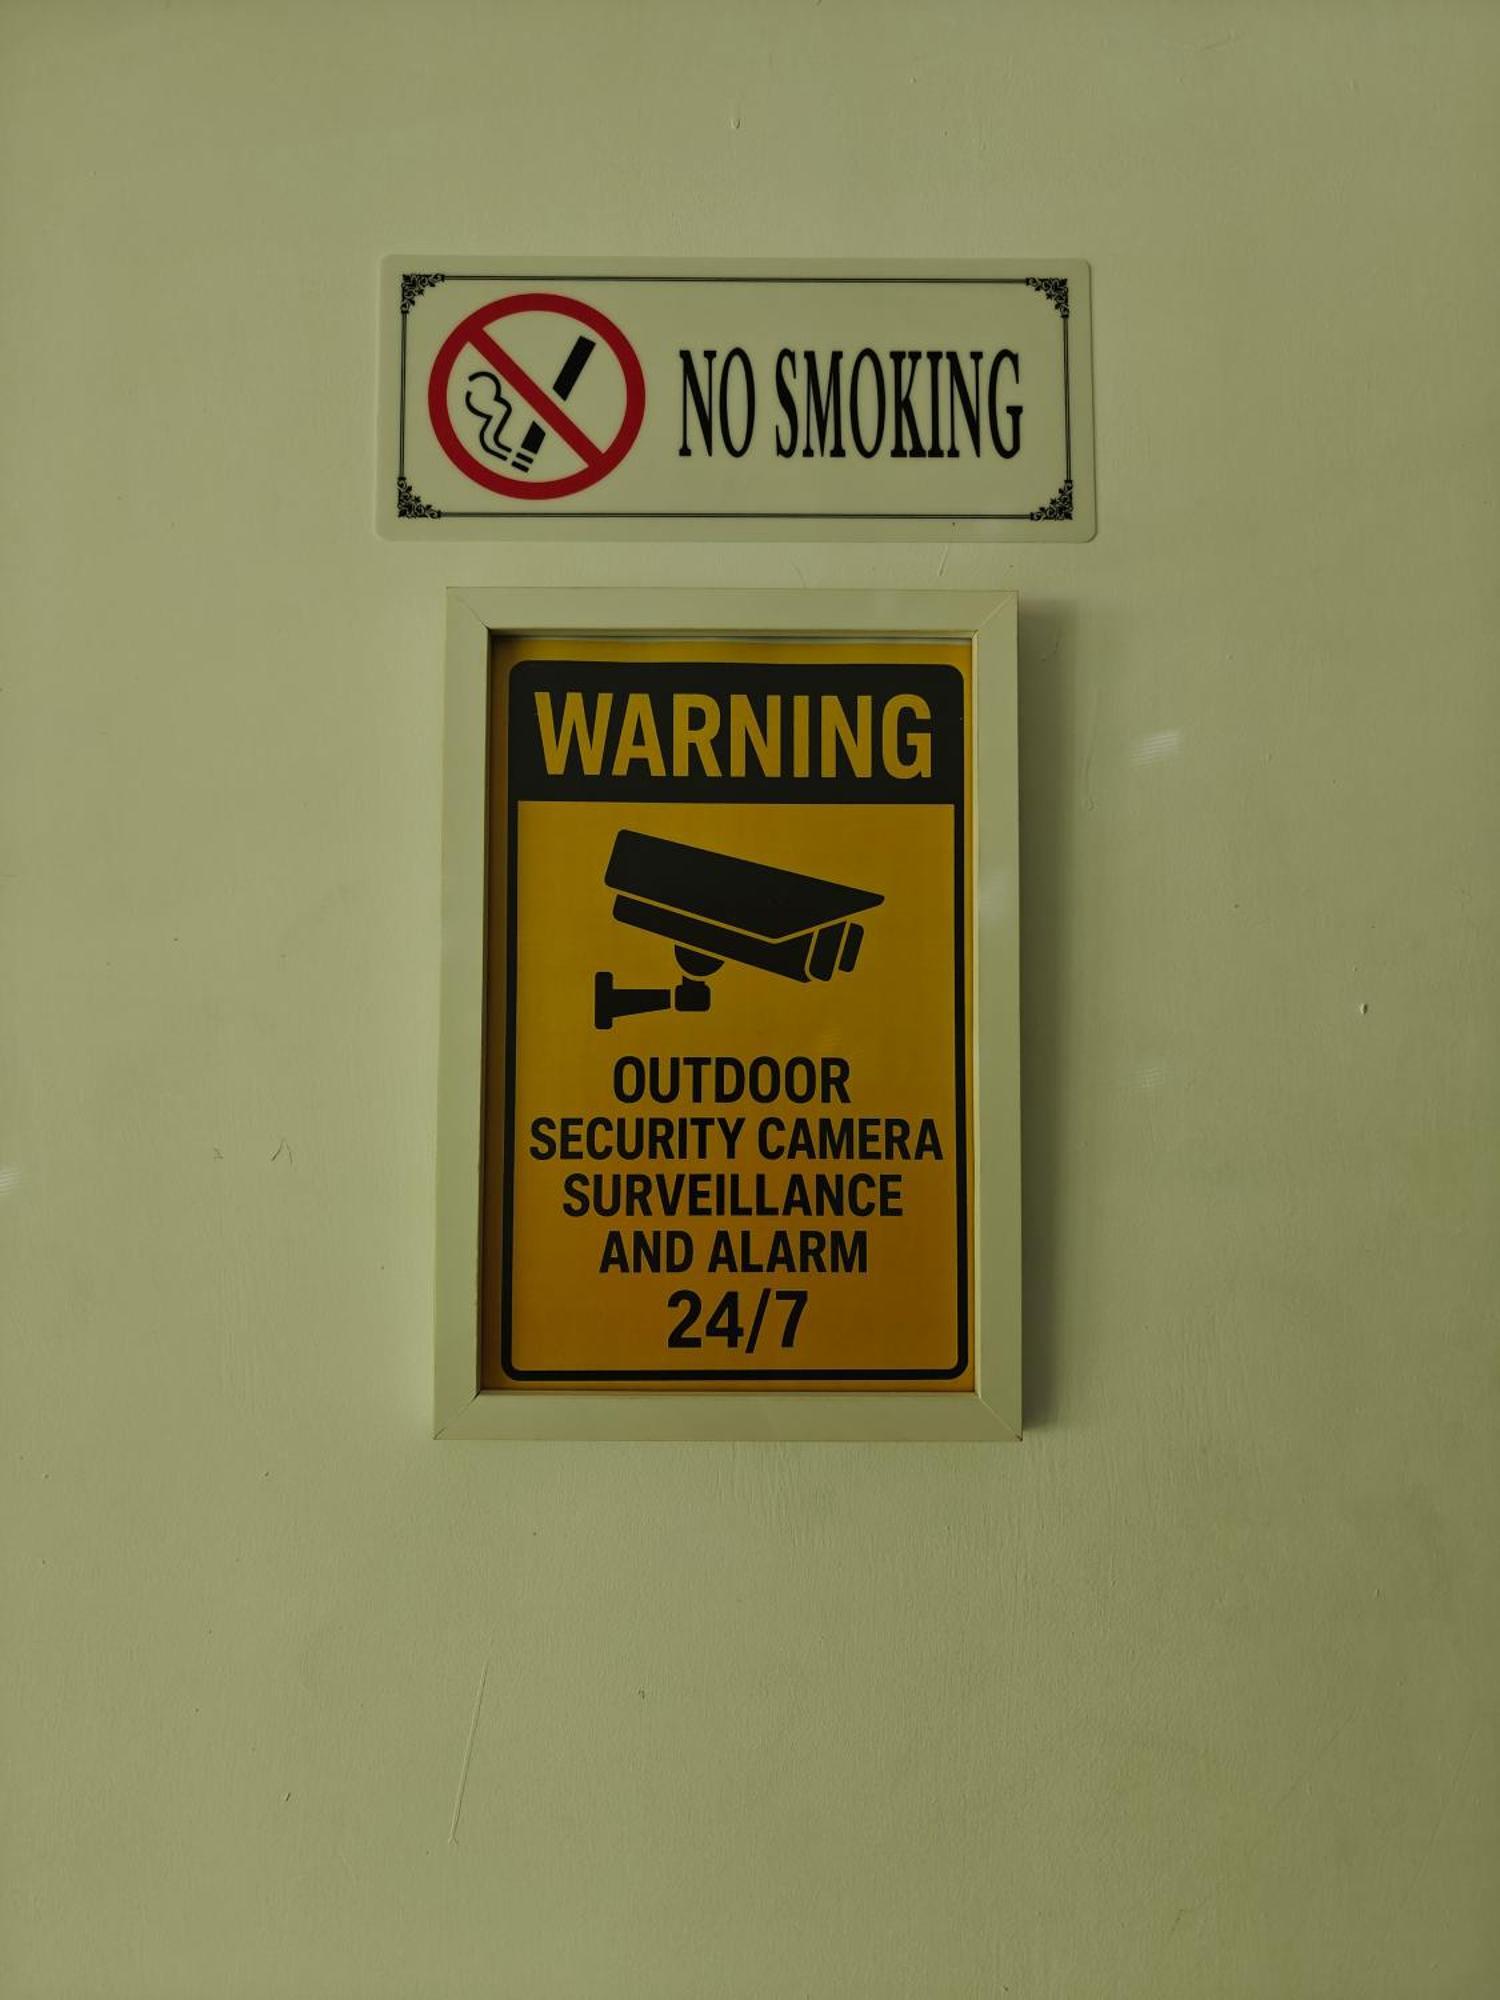 NO SMOKING
WARNING
OUTDOOR
SECURITY CAMERA
SURVEILLANCE
AND ALARM
24/7